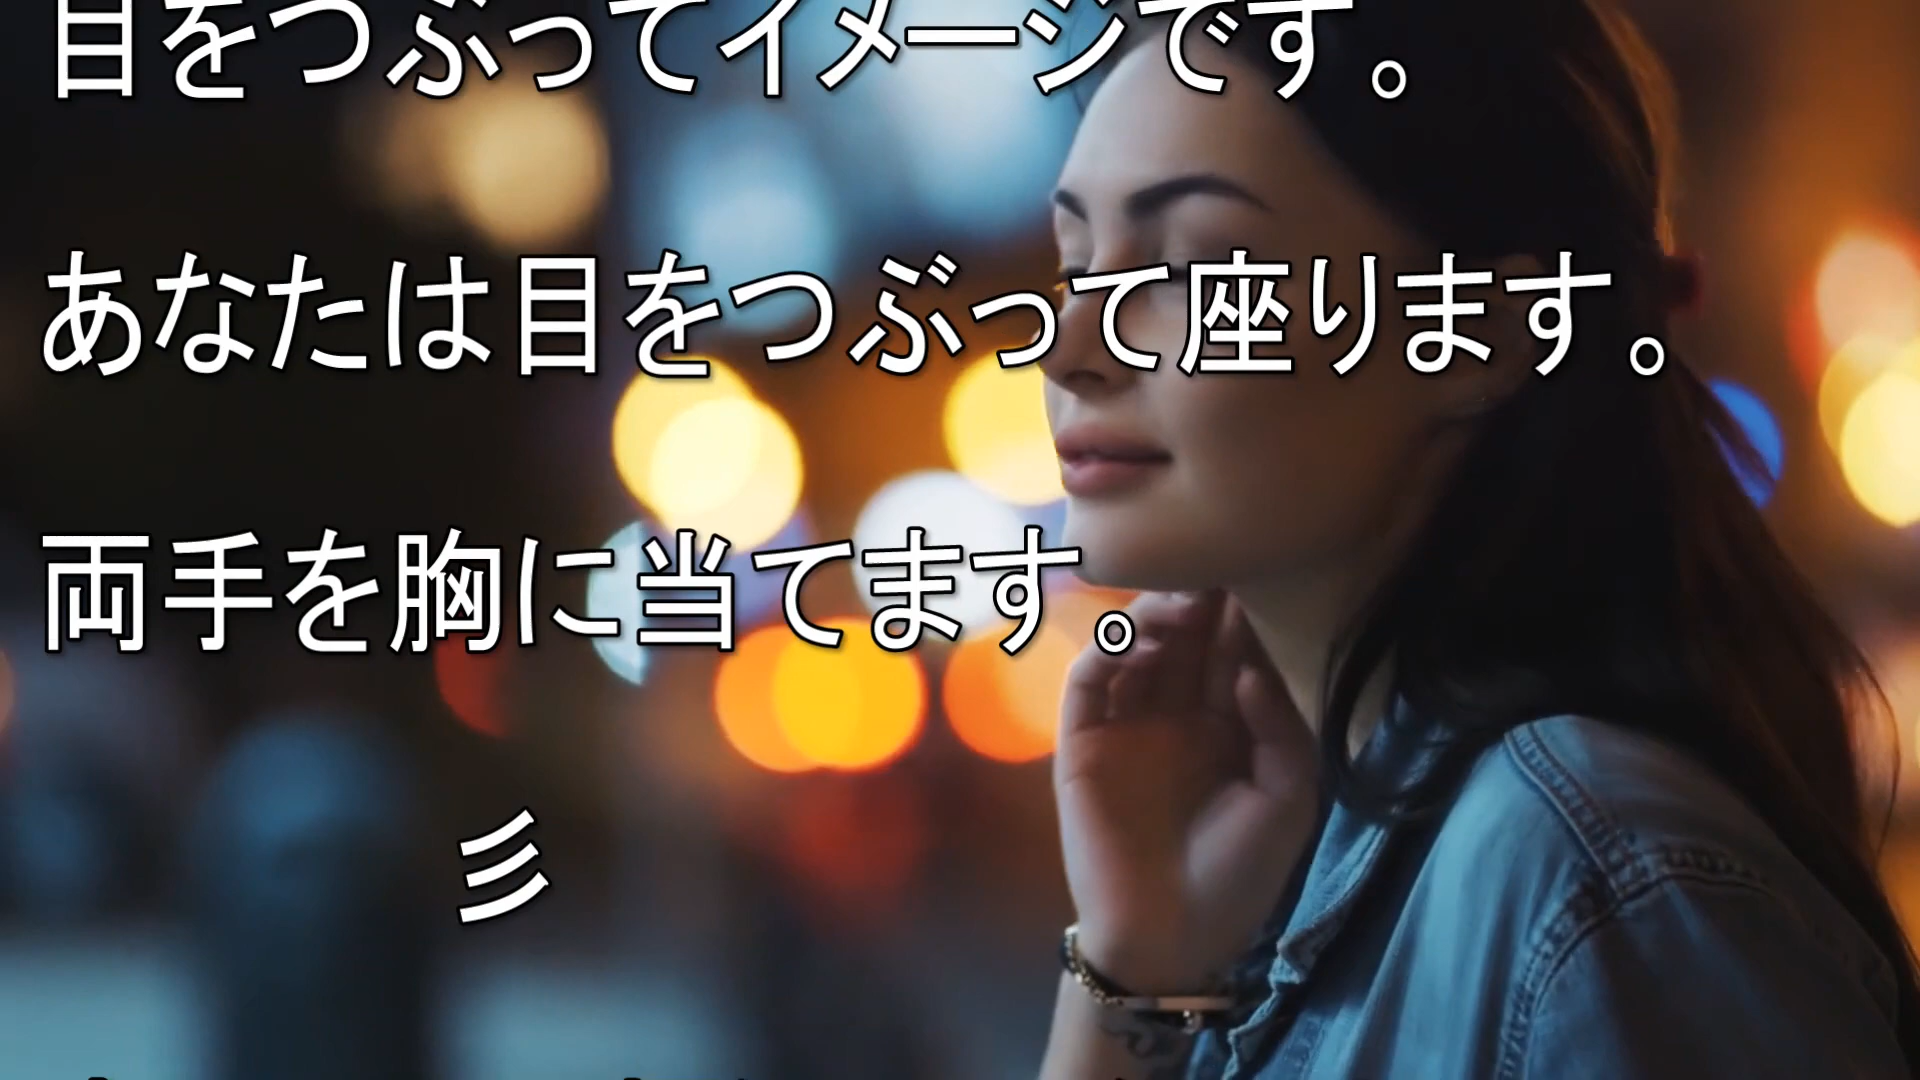 目をつぶってイメージです。
あなたは目をつぶって座ります。
両手を胸に当てます。
彡